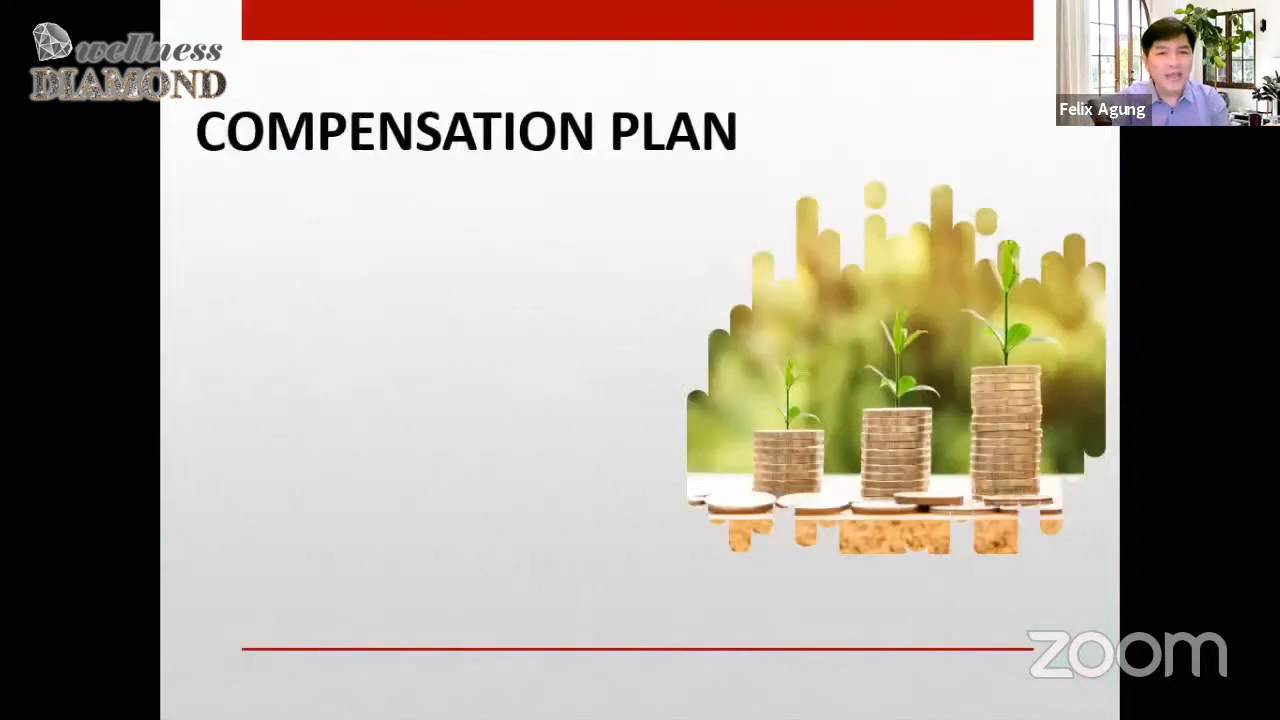 wellness
DIAMOND
COMPENSATION PLAN
Felix Agung
zoom